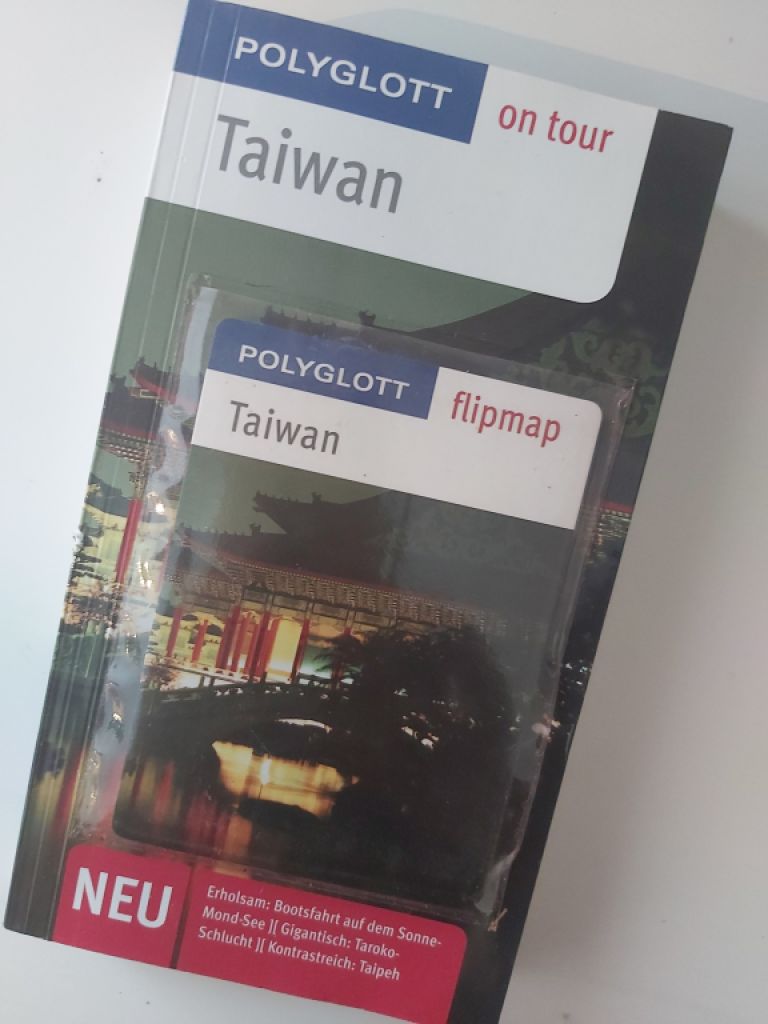 POLYGLOTT on tour
Taiwan
POLYGLOTT flipmap
Taiwan
NEU
Erholsam: Bootsfahrt auf dem Sonne-
Mond-See ][ Gigantisch: Taroko-
Schlucht ][ Kontrastreich: Taipeh